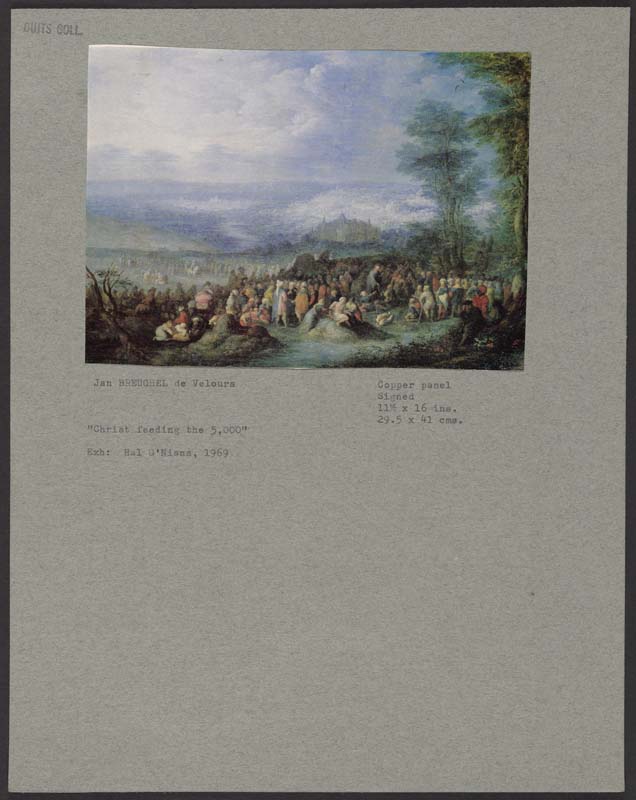 DUITS COLL.
Jan BREUGHEL de Velours
Copper panel
Signed
11½ x 16 ins.
29.5 x 41 cms.
"Christ feeding the 5,000"
Exh: Hal O'Nians, 1969